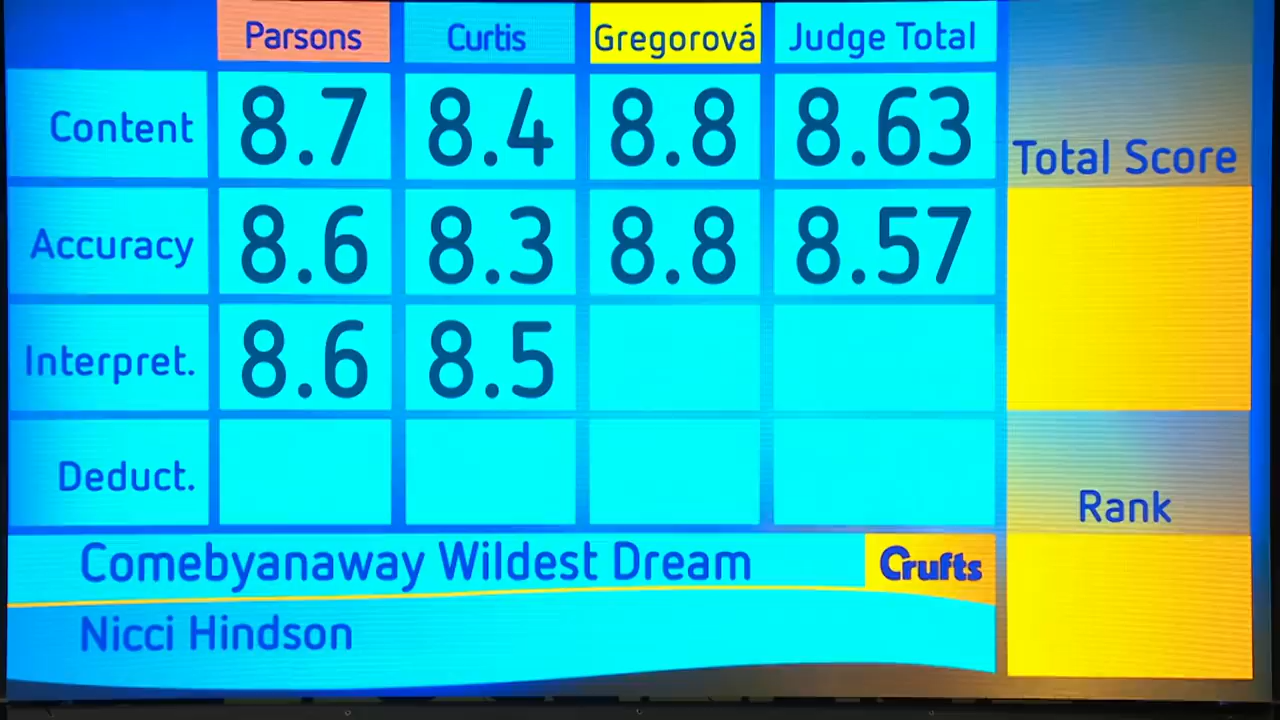 Parsons Curtis Gregorová Judge Total
Content 8.7 8.4 8.8 8.63
Total Score
Accuracy 8.6 8.3 8.8 8.57
Interpret. 8.6 8.5
Deduct.
Rank
Comebyanaway Wildest Dream Crufts
Nicci Hindson